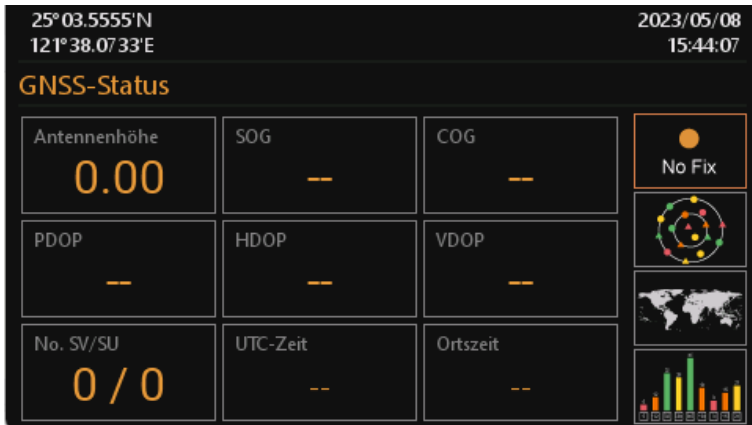 25° 03.5555'N
2023/05/08
121° 38.0733'E
15:44:07
GNSS-Status
Antennenhöhe
SOG
COG
0.00
--
--
No Fix
PDOP
HDOP
VDOP
--
--
--
No. SV/SU
UTC-Zeit
Ortszeit
0 / 0
--
--